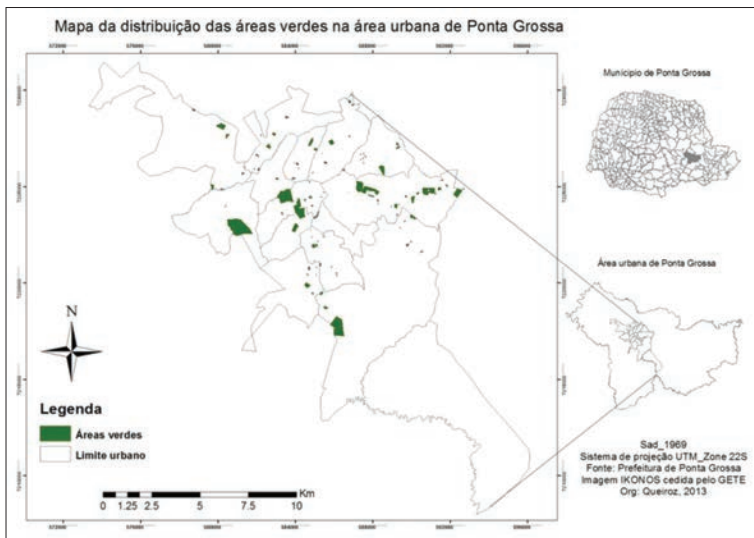 Mapa da distribuição das áreas verdes na área urbana de Ponta Grossa
Município de Ponta Grossa
Área urbana de Ponta Grossa
N
Legenda
Áreas verdes
Limite urbano
Km
0 1.25 2.5 5 7.5 10
Sad_1969
Sistema de projeção UTM_Zone 22S
Fonte: Prefeitura de Ponta Grossa
Imagem IKONOS cedida pelo GETE
Org: Queiroz, 2013